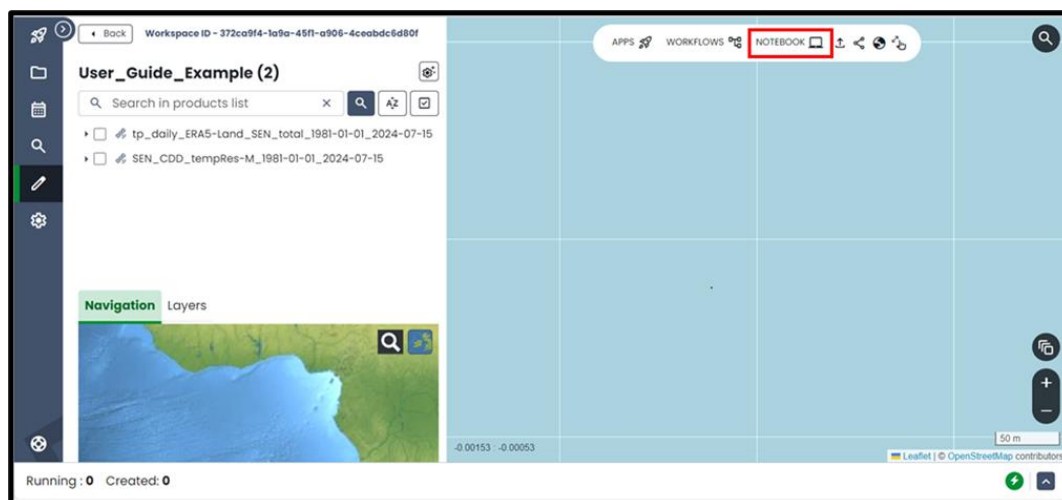 Back
Workspace ID - 372ca9f4-1a9a-45f1-a906-4ceabdc6d80f
APPS
WORKFLOWS
NOTEBOOK
User_Guide_Example (2)
Search in products list
AZ
tp_daily_ERA5-Land_SEN_total_1981-01-01_2024-07-15
SEN_CDD_tempRes-M_1981-01-01_2024-07-15
Navigation Layers
+
−
-0.00153 : -0.00053
50 m
Leaflet | © OpenStreetMap contributors
Running : 0 Created: 0